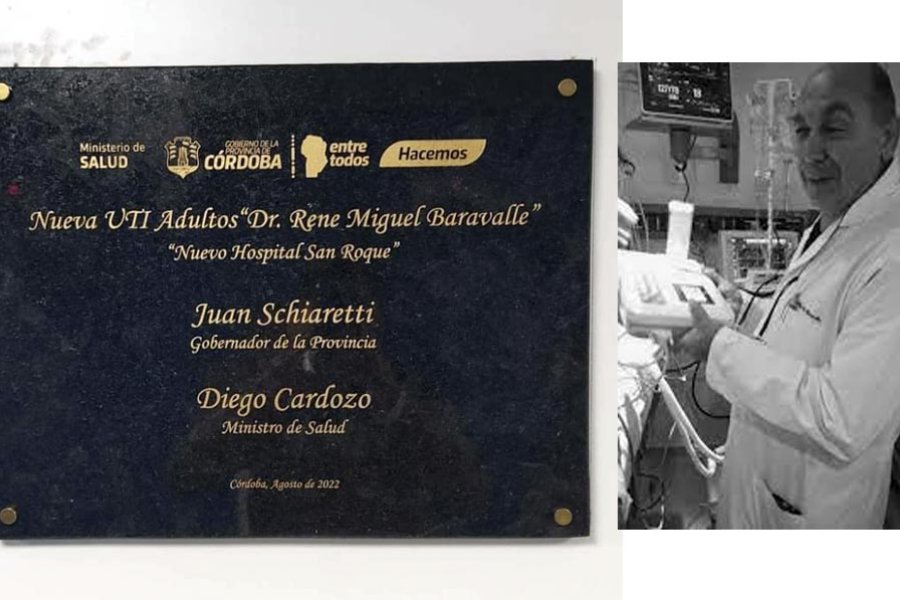 Ministerio de
SALUD
GOBIERNO DE LA
PROVINCIA DE
CÓRDOBA
entre
todos
Hacemos
Nueva UTI Adultos“Dr. Rene Miguel Baravalle”
“Nuevo Hospital San Roque”
Juan Schiaretti
Gobernador de la Provincia
Diego Cardozo
Ministro de Salud
Córdoba, Agosto de 2022